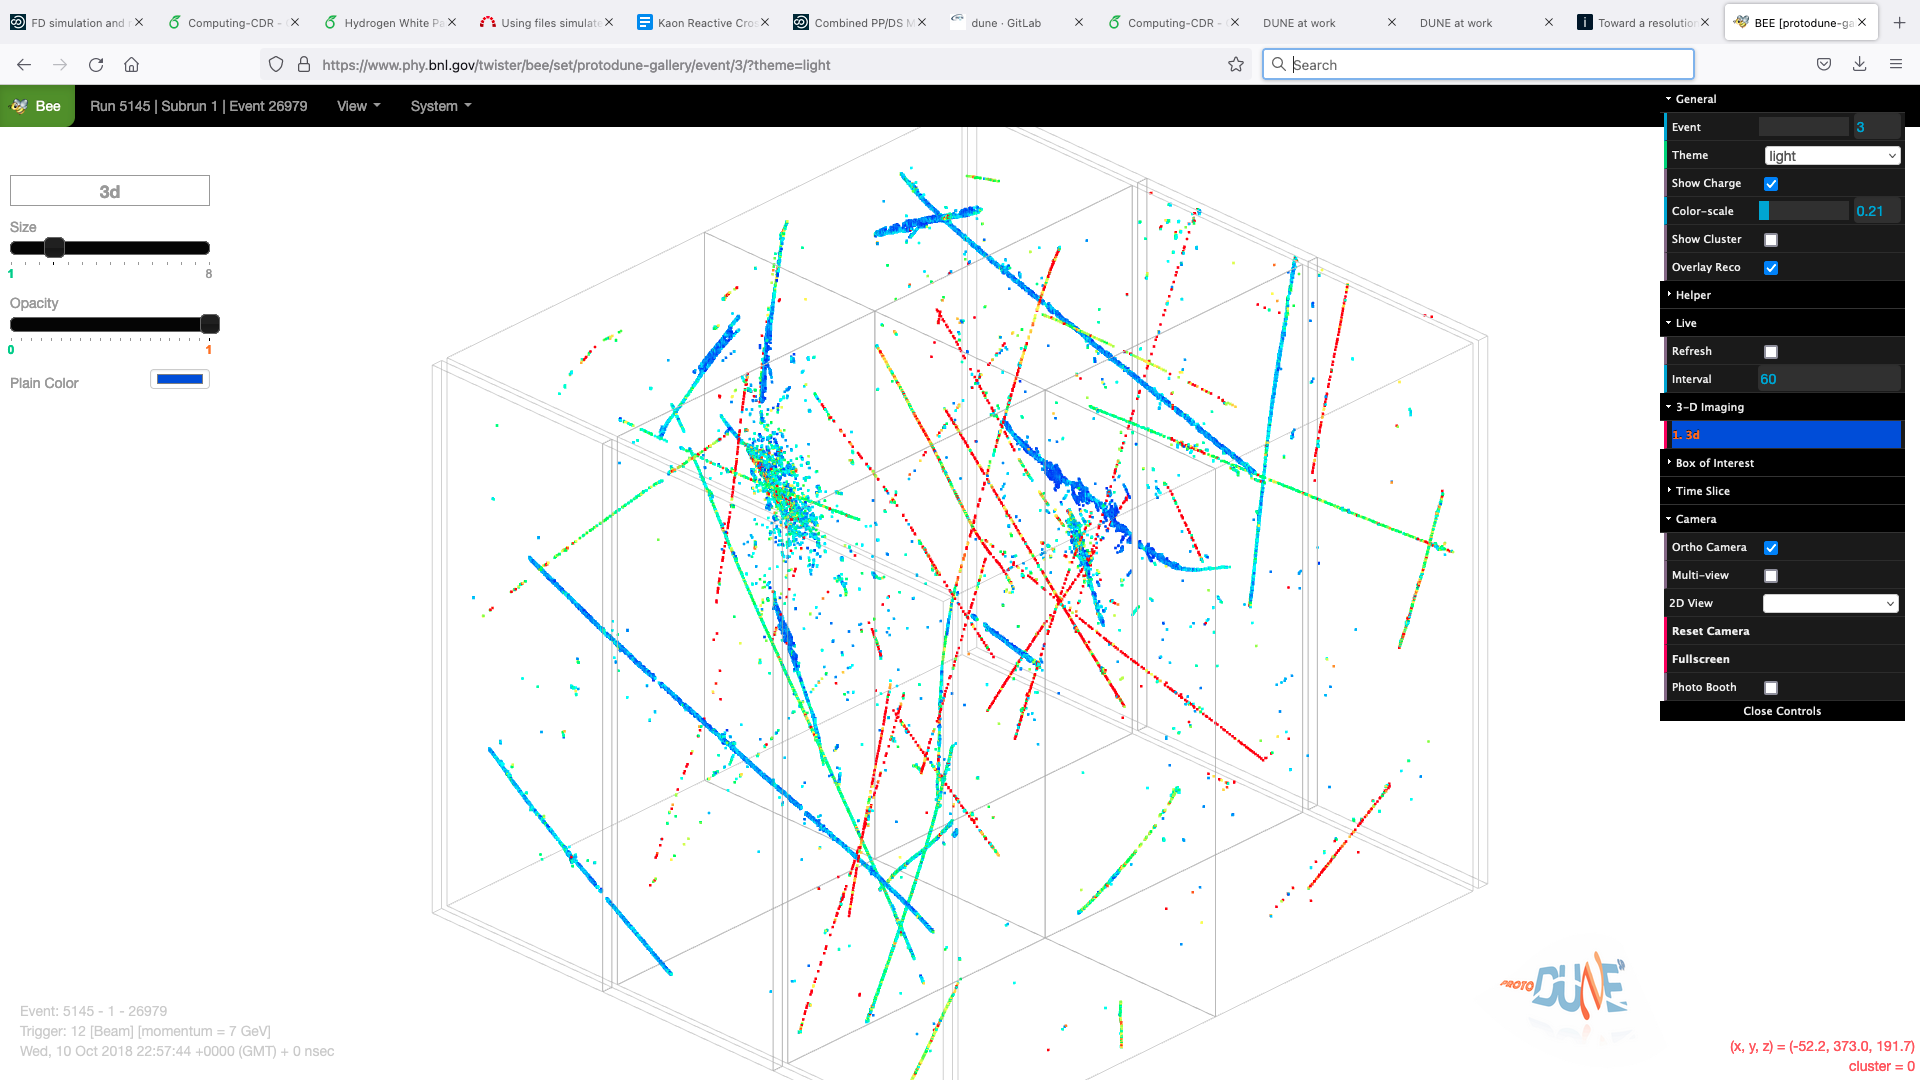 FD simulation and r
Computing-CDR -
Hydrogen White Pa
Using files simulate
Kaon Reactive Cros
Combined PP/DS M
dune · GitLab
Computing-CDR -
DUNE at work
DUNE at work
Toward a resolution
BEE [protodune-ga
https://www.phy.bnl.gov/twister/bee/set/protodune-gallery/event/3/?theme=light
Search
Bee
Run 5145 | Subrun 1 | Event 26979
View
System
3d
Size
1 8
Opacity
0 1
Plain Color
General
Event 3
Theme light
Show Charge
Color-scale 0.21
Show Cluster
Overlay Reco
Helper
Live
Refresh
Interval 60
3-D Imaging
1. 3d
Box of Interest
Time Slice
Camera
Ortho Camera
Multi-view
2D View
Reset Camera
Fullscreen
Photo Booth
Close Controls
Event: 5145 - 1 - 26979
Trigger: 12 [Beam] [momentum = 7 GeV]
Wed, 10 Oct 2018 22:57:44 +0000 (GMT) + 0 nsec
PROTO DUNE
(x, y, z) = (-52.2, 373.0, 191.7)
cluster = 0